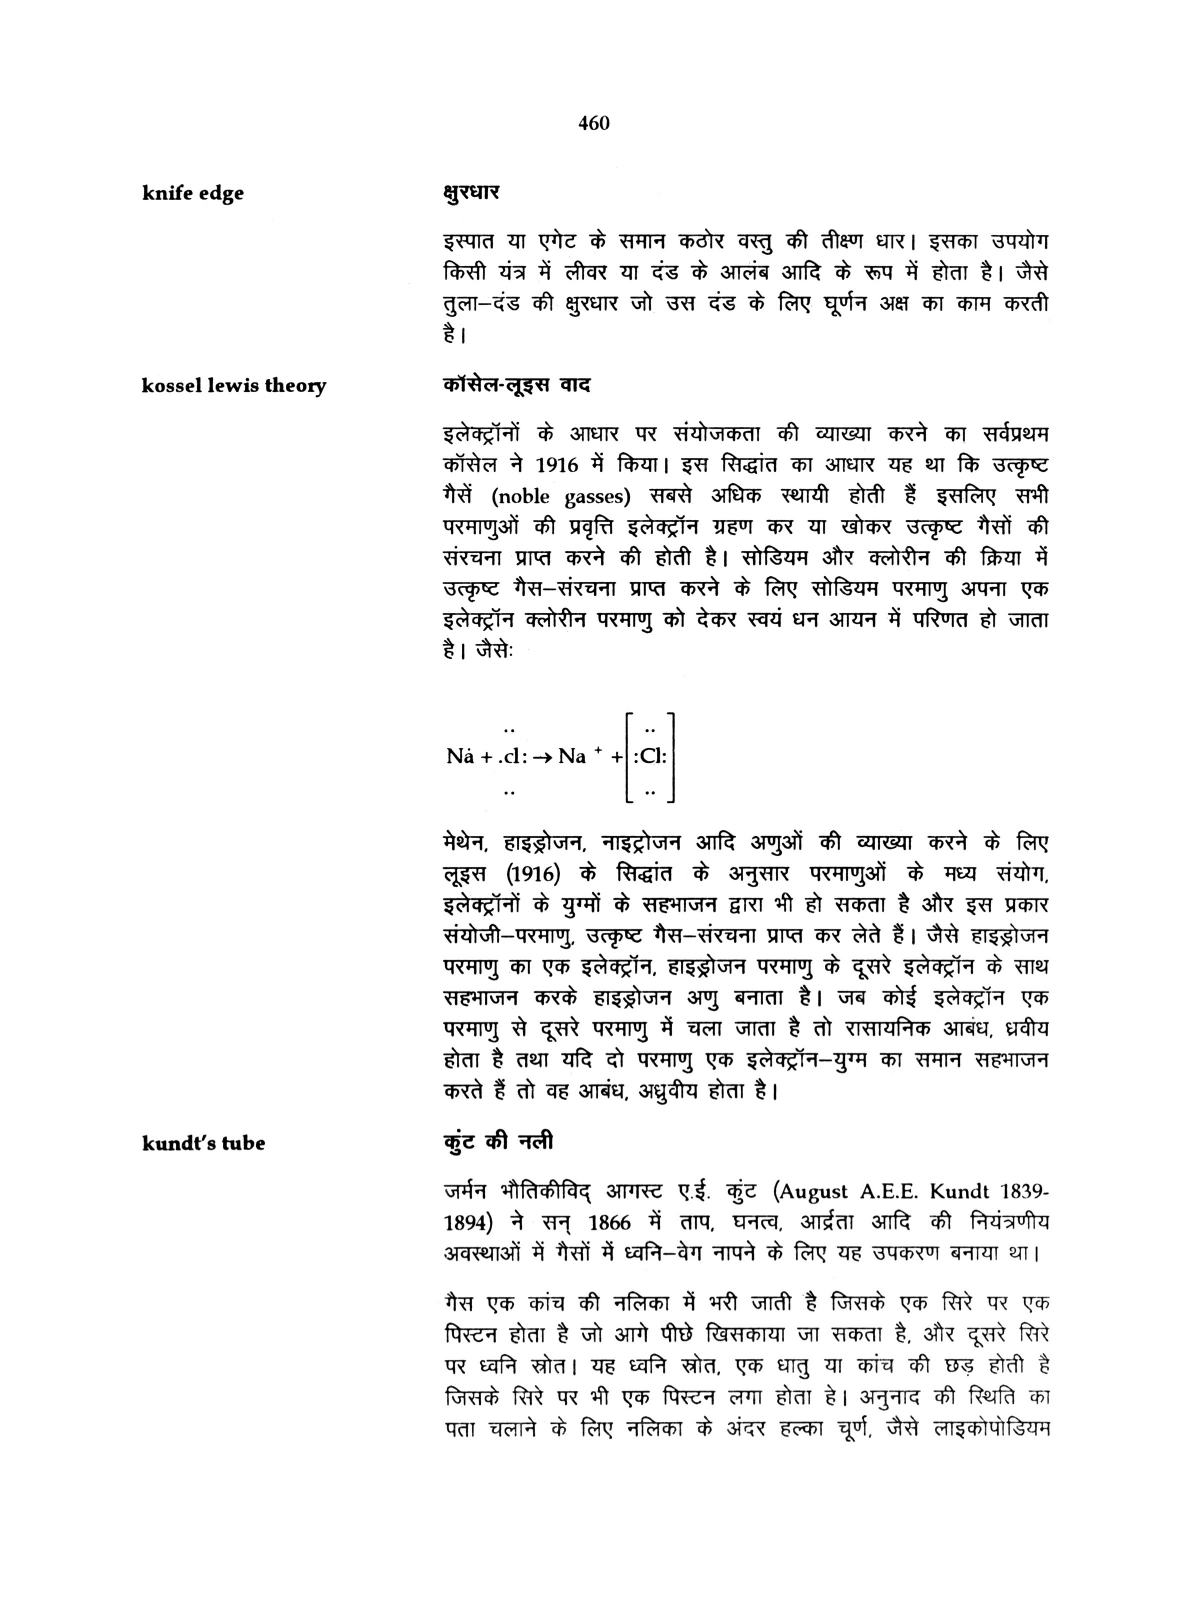 460
knife edge क्षुरधार
इस्पात या एगेट के समान कठोर वस्तु की तीक्ष्ण धार। इसका उपयोग
किसी यंत्र में लीवर या दंड के आलंब आदि के रूप में होता है। जैसे
तुला–दंड की क्षुरधार जो उस दंड के लिए घूर्णन अक्ष का काम करती
है।
kossel lewis theory कॉसेल-लूइस वाद
इलेक्ट्रॉनों के आधार पर संयोजकता की व्याख्या करने का सर्वप्रथम
कॉसेल ने 1916 में किया। इस सिद्धांत का आधार यह था कि उत्कृष्ट
गैसें (noble gasses) सबसे अधिक स्थायी होती हैं इसलिए सभी
परमाणुओं की प्रवृत्ति इलेक्ट्रॉन ग्रहण कर या खोकर उत्कृष्ट गैसों की
संरचना प्राप्त करने की होती है। सोडियम और क्लोरीन की क्रिया में
उत्कृष्ट गैस–संरचना प्राप्त करने के लिए सोडियम परमाणु अपना एक
इलेक्ट्रॉन क्लोरीन परमाणु को देकर स्वयं धन आयन में परिणत हो जाता
है। जैसेः
.. ..
Nȧ + .cl: → Na + + [:Cl:]
.. ..
मेथेन, हाइड्रोजन, नाइट्रोजन आदि अणुओं की व्याख्या करने के लिए
लूइस (1916) के सिद्धांत के अनुसार परमाणुओं के मध्य संयोग,
इलेक्ट्रॉनों के युग्मों के सहभाजन द्वारा भी हो सकता है और इस प्रकार
संयोजी–परमाणु, उत्कृष्ट गैस–संरचना प्राप्त कर लेते हैं। जैसे हाइड्रोजन
परमाणु का एक इलेक्ट्रॉन, हाइड्रोजन परमाणु के दूसरे इलेक्ट्रॉन के साथ
सहभाजन करके हाइड्रोजन अणु बनाता है। जब कोई इलेक्ट्रॉन एक
परमाणु से दूसरे परमाणु में चला जाता है तो रासायनिक आबंध, ध्रवीय
होता है तथा यदि दो परमाणु एक इलेक्ट्रॉन–युग्म का समान सहभाजन
करते हैं तो वह आबंध, अध्रुवीय होता है।
kundt's tube कुंट की नली
जर्मन भौतिकीविद् आगस्ट ए.ई. कुंट (August A.E.E. Kundt 1839-
1894) ने सन् 1866 में ताप, घनत्व, आर्द्रता आदि की नियंत्रणीय
अवस्थाओं में गैसों में ध्वनि–वेग नापने के लिए यह उपकरण बनाया था।
गैस एक कांच की नलिका में भरी जाती है जिसके एक सिरे पर एक
पिस्टन होता है जो आगे पीछे खिसकाया जा सकता है, और दूसरे सिरे
पर ध्वनि स्रोत। यह ध्वनि स्रोत, एक धातु या कांच की छड़ होती है
जिसके सिरे पर भी एक पिस्टन लगा होता हे। अनुनाद की स्थिति का
पता चलाने के लिए नलिका के अंदर हल्का चूर्ण, जैसे लाइकोपोडियम